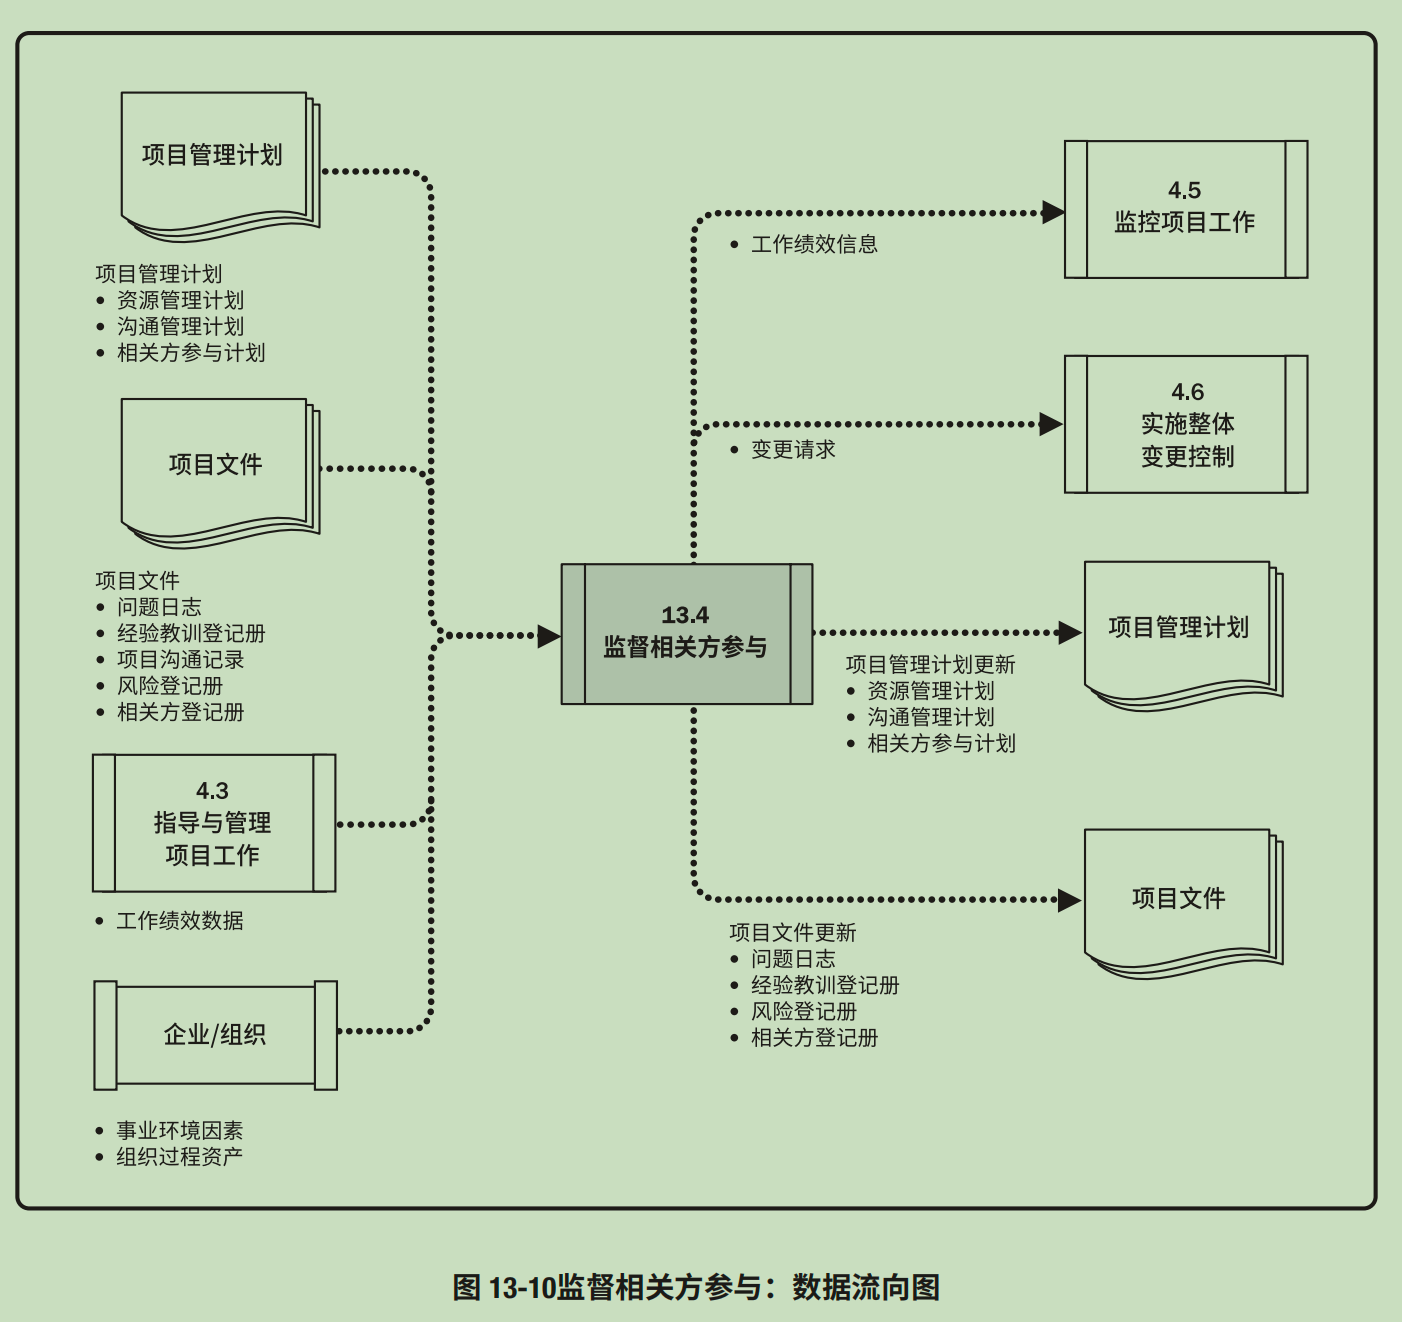 项目管理计划
项目管理计划
• 资源管理计划
• 沟通管理计划
• 相关方参与计划
项目文件
项目文件
• 问题日志
• 经验教训登记册
• 项目沟通记录
• 风险登记册
• 相关方登记册
4.3
指导与管理
项目工作
• 工作绩效数据
企业/组织
• 事业环境因素
• 组织过程资产
13.4
监督相关方参与
• 工作绩效信息
4.5
监控项目工作
• 变更请求
4.6
实施整体
变更控制
项目管理计划
项目管理计划更新
• 资源管理计划
• 沟通管理计划
• 相关方参与计划
项目文件
项目文件更新
• 问题日志
• 经验教训登记册
• 风险登记册
• 相关方登记册
图 13-10监督相关方参与：数据流向图